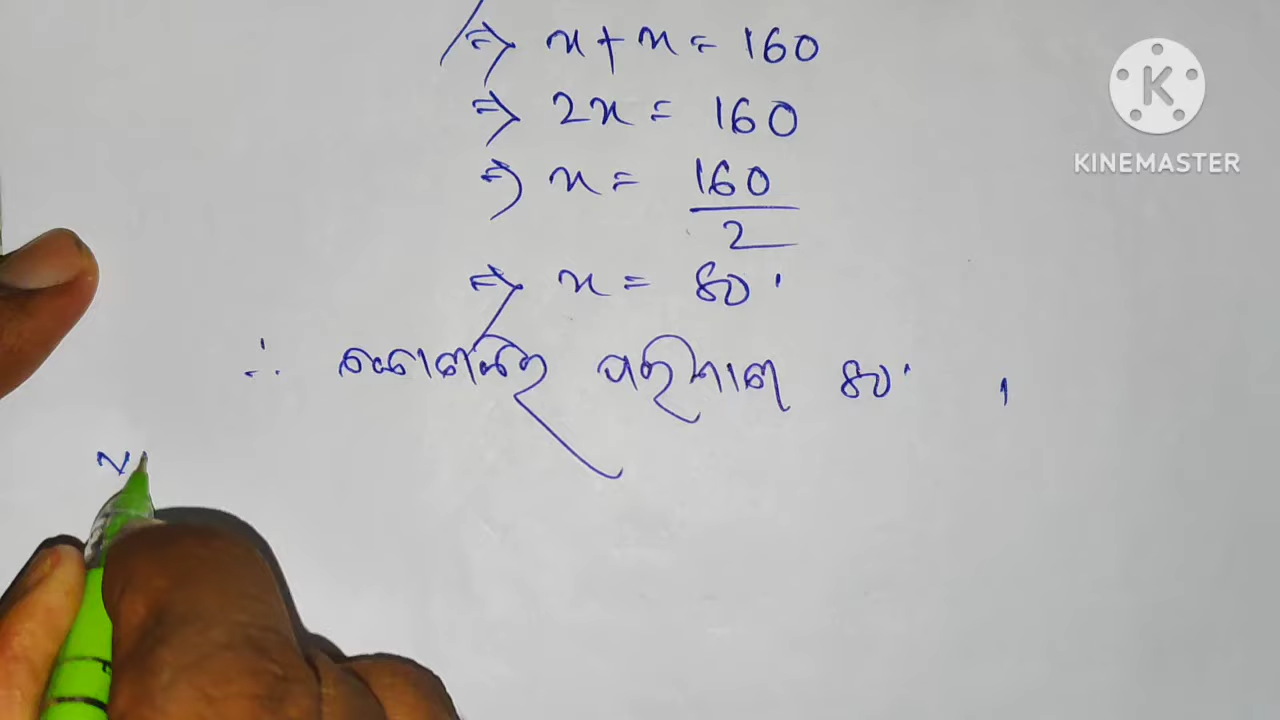 ⇒ x + x = 160
⇒ 2x = 160
⇒ x = 160/2
⇒ x = 80°
∴ କୋଣଟିର ପରିମାଣ 80° ।
K
KINEMASTER